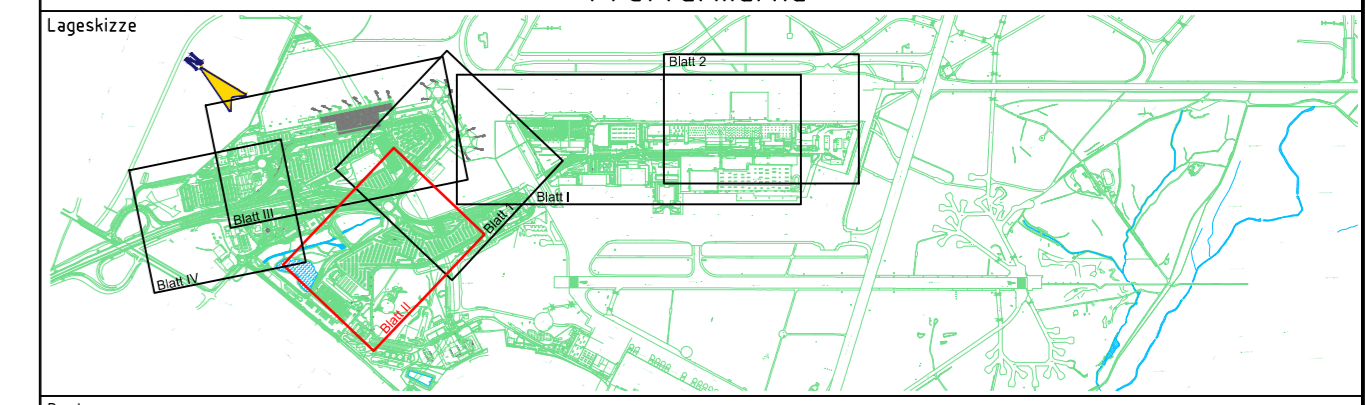 Lageskizze
N
Blatt 2
Blatt I
Blatt 1
Blatt III
Blatt IV
Blatt II